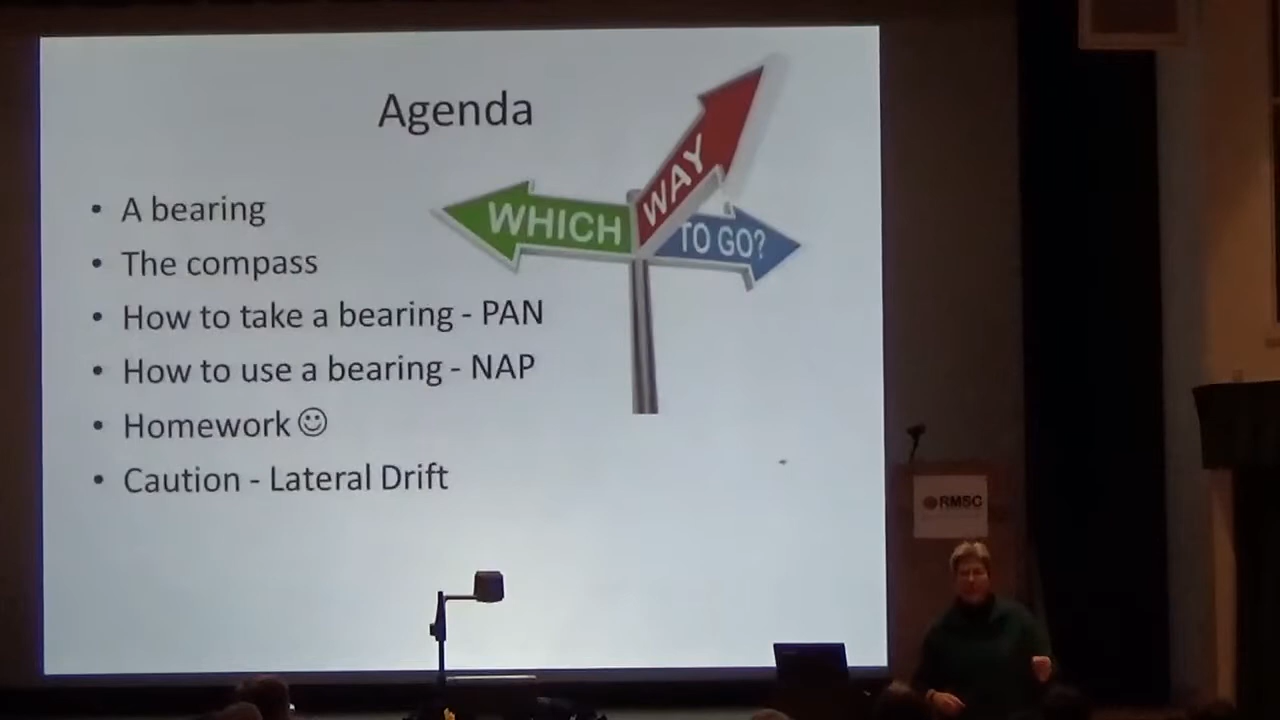 Agenda
WHICH
WAY
TO GO?
• A bearing
• The compass
• How to take a bearing - PAN
• How to use a bearing - NAP
• Homework ☺
• Caution - Lateral Drift
RMSC